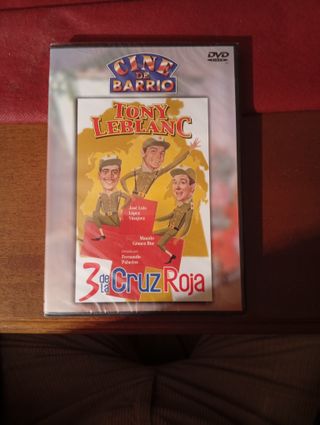 CINE
DE
BARRIO
DVD
TONY
LEBLANC
José Luis
López
Vázquez
Manolo
Gómez Bur
Fernando
Palacios
3 de la Cruz Roja